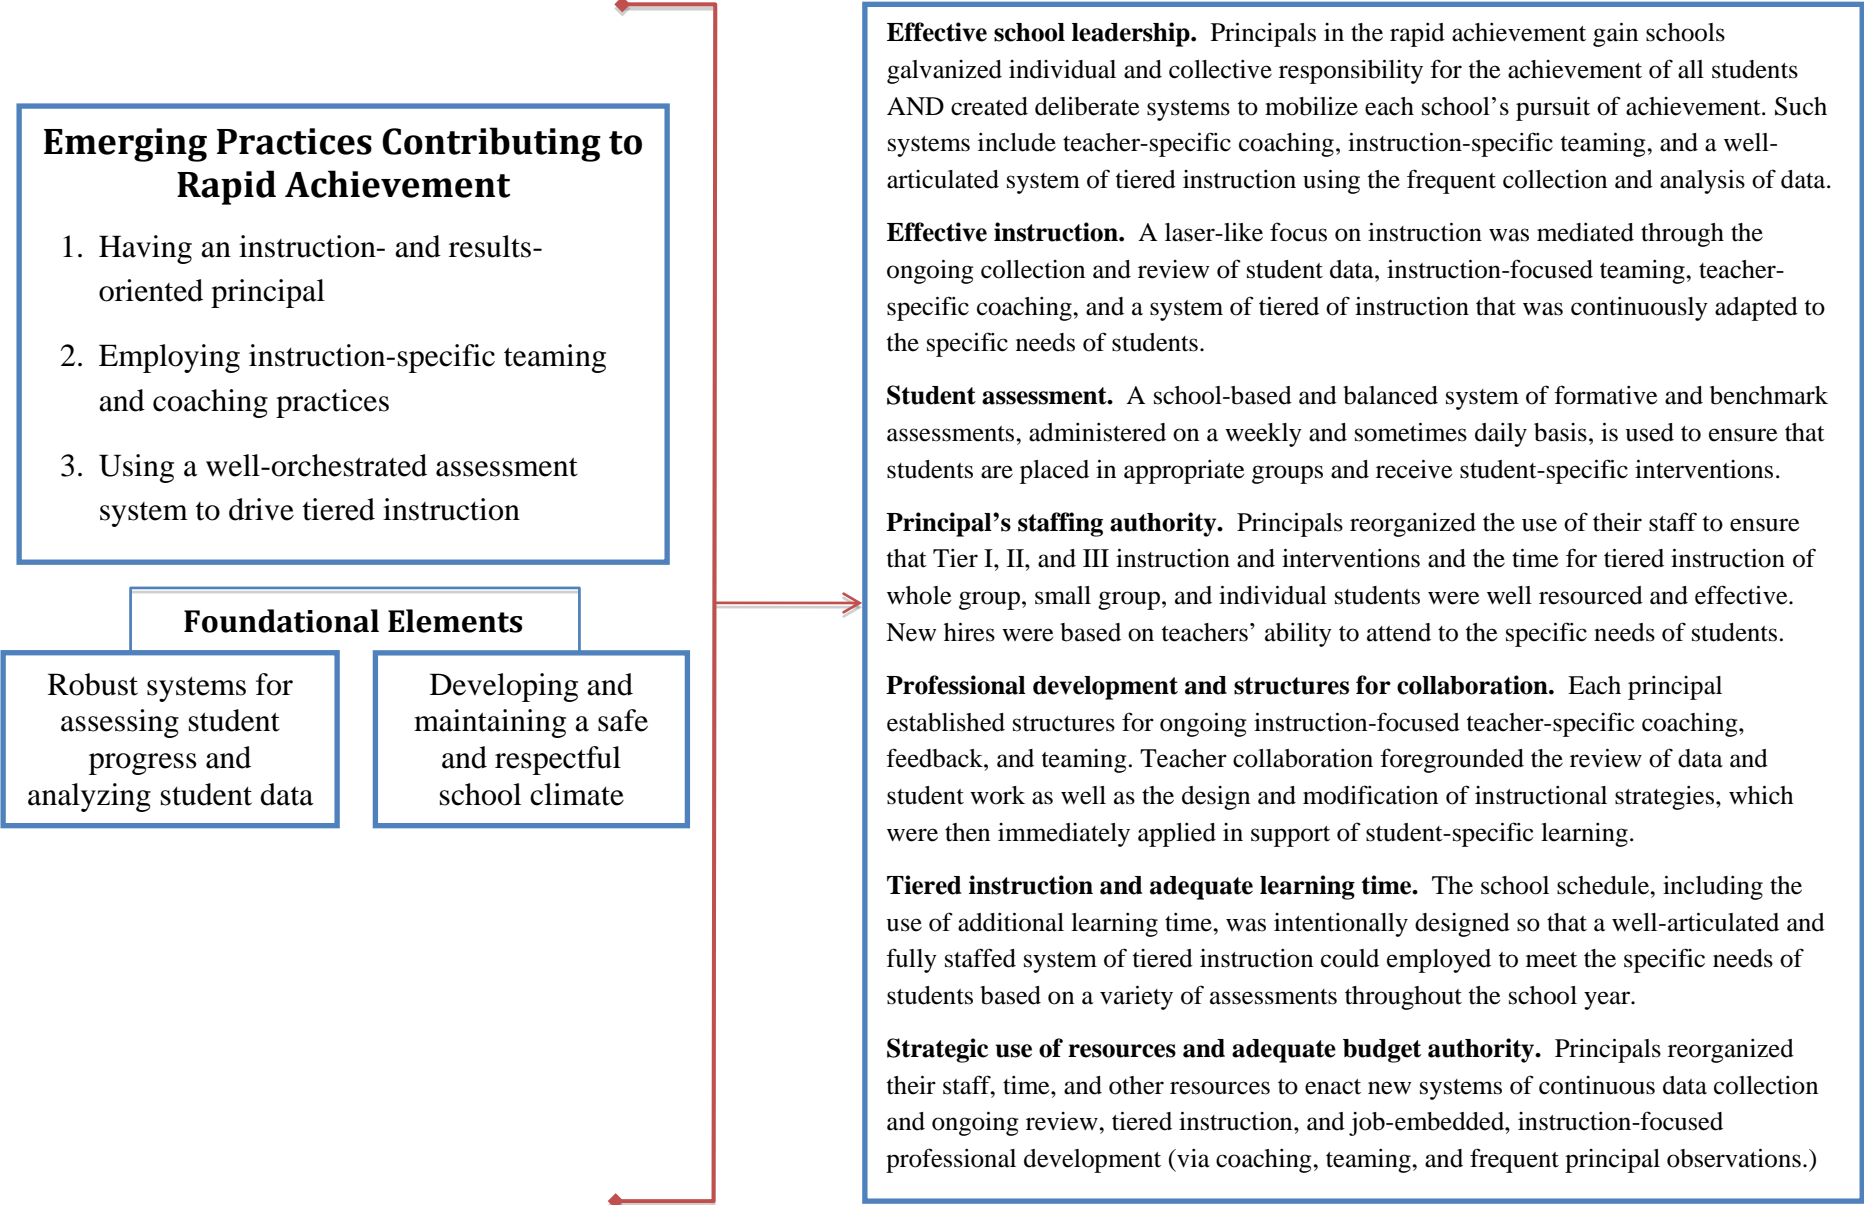 Emerging Practices Contributing to
Rapid Achievement
1. Having an instruction- and results-
oriented principal
2. Employing instruction-specific teaming
and coaching practices
3. Using a well-orchestrated assessment
system to drive tiered instruction
Foundational Elements
Robust systems for
assessing student
progress and
analyzing student data
Developing and
maintaining a safe
and respectful
school climate
Effective school leadership. Principals in the rapid achievement gain schools
galvanized individual and collective responsibility for the achievement of all students
AND created deliberate systems to mobilize each school’s pursuit of achievement. Such
systems include teacher-specific coaching, instruction-specific teaming, and a well-
articulated system of tiered instruction using the frequent collection and analysis of data.
Effective instruction. A laser-like focus on instruction was mediated through the
ongoing collection and review of student data, instruction-focused teaming, teacher-
specific coaching, and a system of tiered of instruction that was continuously adapted to
the specific needs of students.
Student assessment. A school-based and balanced system of formative and benchmark
assessments, administered on a weekly and sometimes daily basis, is used to ensure that
students are placed in appropriate groups and receive student-specific interventions.
Principal’s staffing authority. Principals reorganized the use of their staff to ensure
that Tier I, II, and III instruction and interventions and the time for tiered instruction of
whole group, small group, and individual students were well resourced and effective.
New hires were based on teachers’ ability to attend to the specific needs of students.
Professional development and structures for collaboration. Each principal
established structures for ongoing instruction-focused teacher-specific coaching,
feedback, and teaming. Teacher collaboration foregrounded the review of data and
student work as well as the design and modification of instructional strategies, which
were then immediately applied in support of student-specific learning.
Tiered instruction and adequate learning time. The school schedule, including the
use of additional learning time, was intentionally designed so that a well-articulated and
fully staffed system of tiered instruction could employed to meet the specific needs of
students based on a variety of assessments throughout the school year.
Strategic use of resources and adequate budget authority. Principals reorganized
their staff, time, and other resources to enact new systems of continuous data collection
and ongoing review, tiered instruction, and job-embedded, instruction-focused
professional development (via coaching, teaming, and frequent principal observations.)